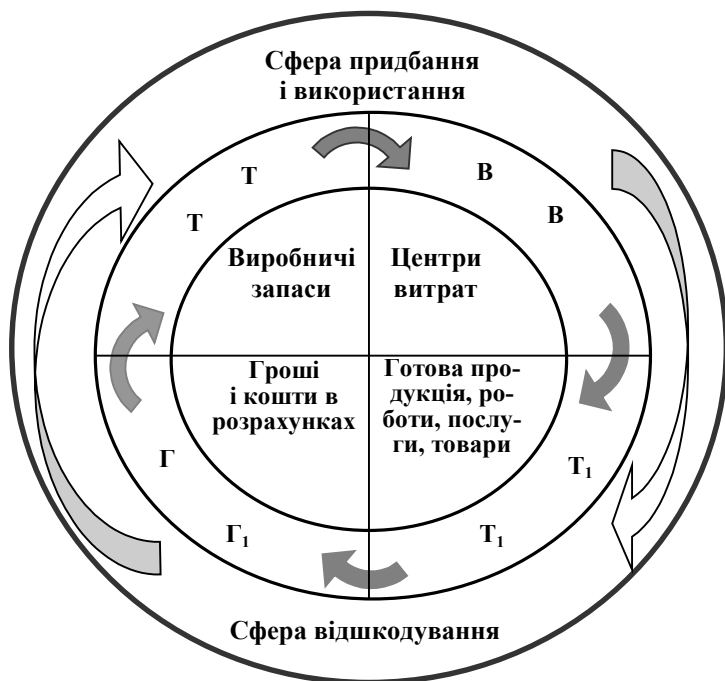 Сфера придбання
і використання
Т
В
Т
В
Виробничі
запаси
Центри
витрат
Гроші
і кошти в
розрахунках
Готова про-
дукція, ро-
боти, послу-
ги, товари
Г
Т₁
Г₁
Т₁
Сфера відшкодування